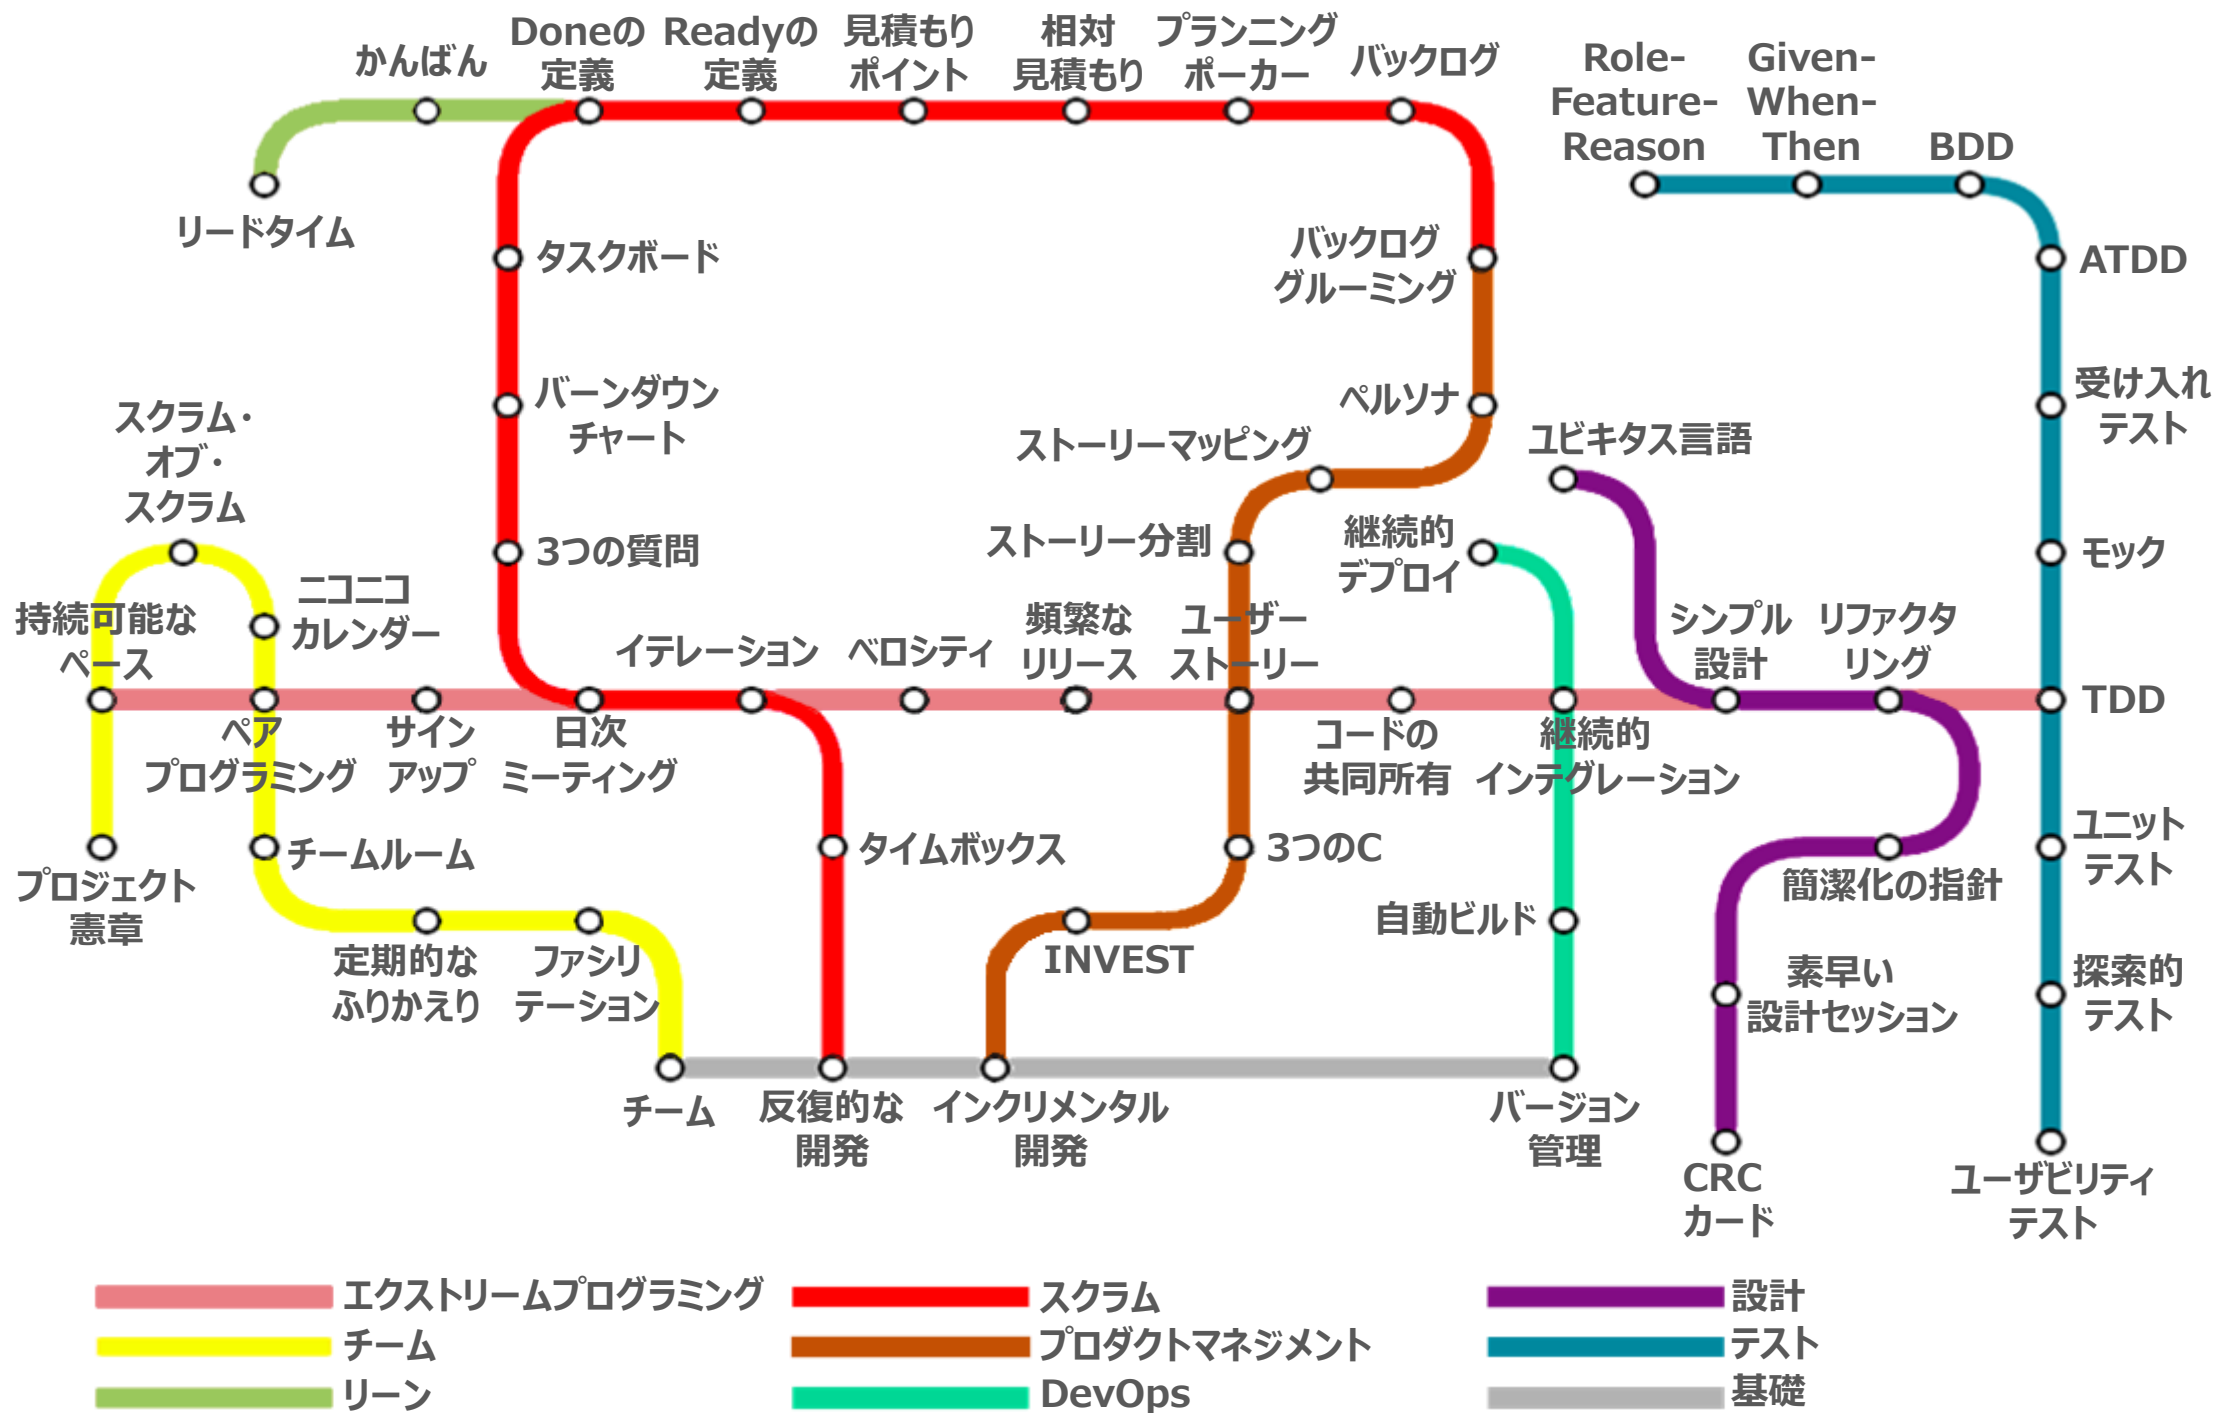 かんばん
Doneの
定義
Readyの
定義
見積もり
ポイント
相対
見積もり
プランニング
ポーカー
バックログ
Role-
Feature-
Reason
Given-
When-
Then
BDD
リードタイム
タスクボード
バックログ
グルーミング
ATDD
バーンダウン
チャート
ペルソナ
受け入れ
テスト
スクラム・
オブ・
スクラム
ストーリーマッピング
ユビキタス言語
3つの質問
ストーリー分割
継続的
デプロイ
モック
ニコニコ
カレンダー
持続可能な
ペース
イテレーション
ベロシティ
頻繁な
リリース
ユーザー
ストーリー
シンプル
設計
リファクタ
リング
TDD
ペア
プログラミング
サイン
アップ
日次
ミーティング
コードの
共同所有
継続的
インテグレーション
プロジェクト
憲章
チームルーム
タイムボックス
3つのC
簡潔化の指針
ユニット
テスト
定期的な
ふりかえり
ファシリ
テーション
INVEST
自動ビルド
素早い
設計セッション
探索的
テスト
チーム
反復的な
開発
インクリメンタル
開発
バージョン
管理
CRC
カード
ユーザビリティ
テスト
エクストリームプログラミング
スクラム
設計
チーム
プロダクトマネジメント
テスト
リーン
DevOps
基礎